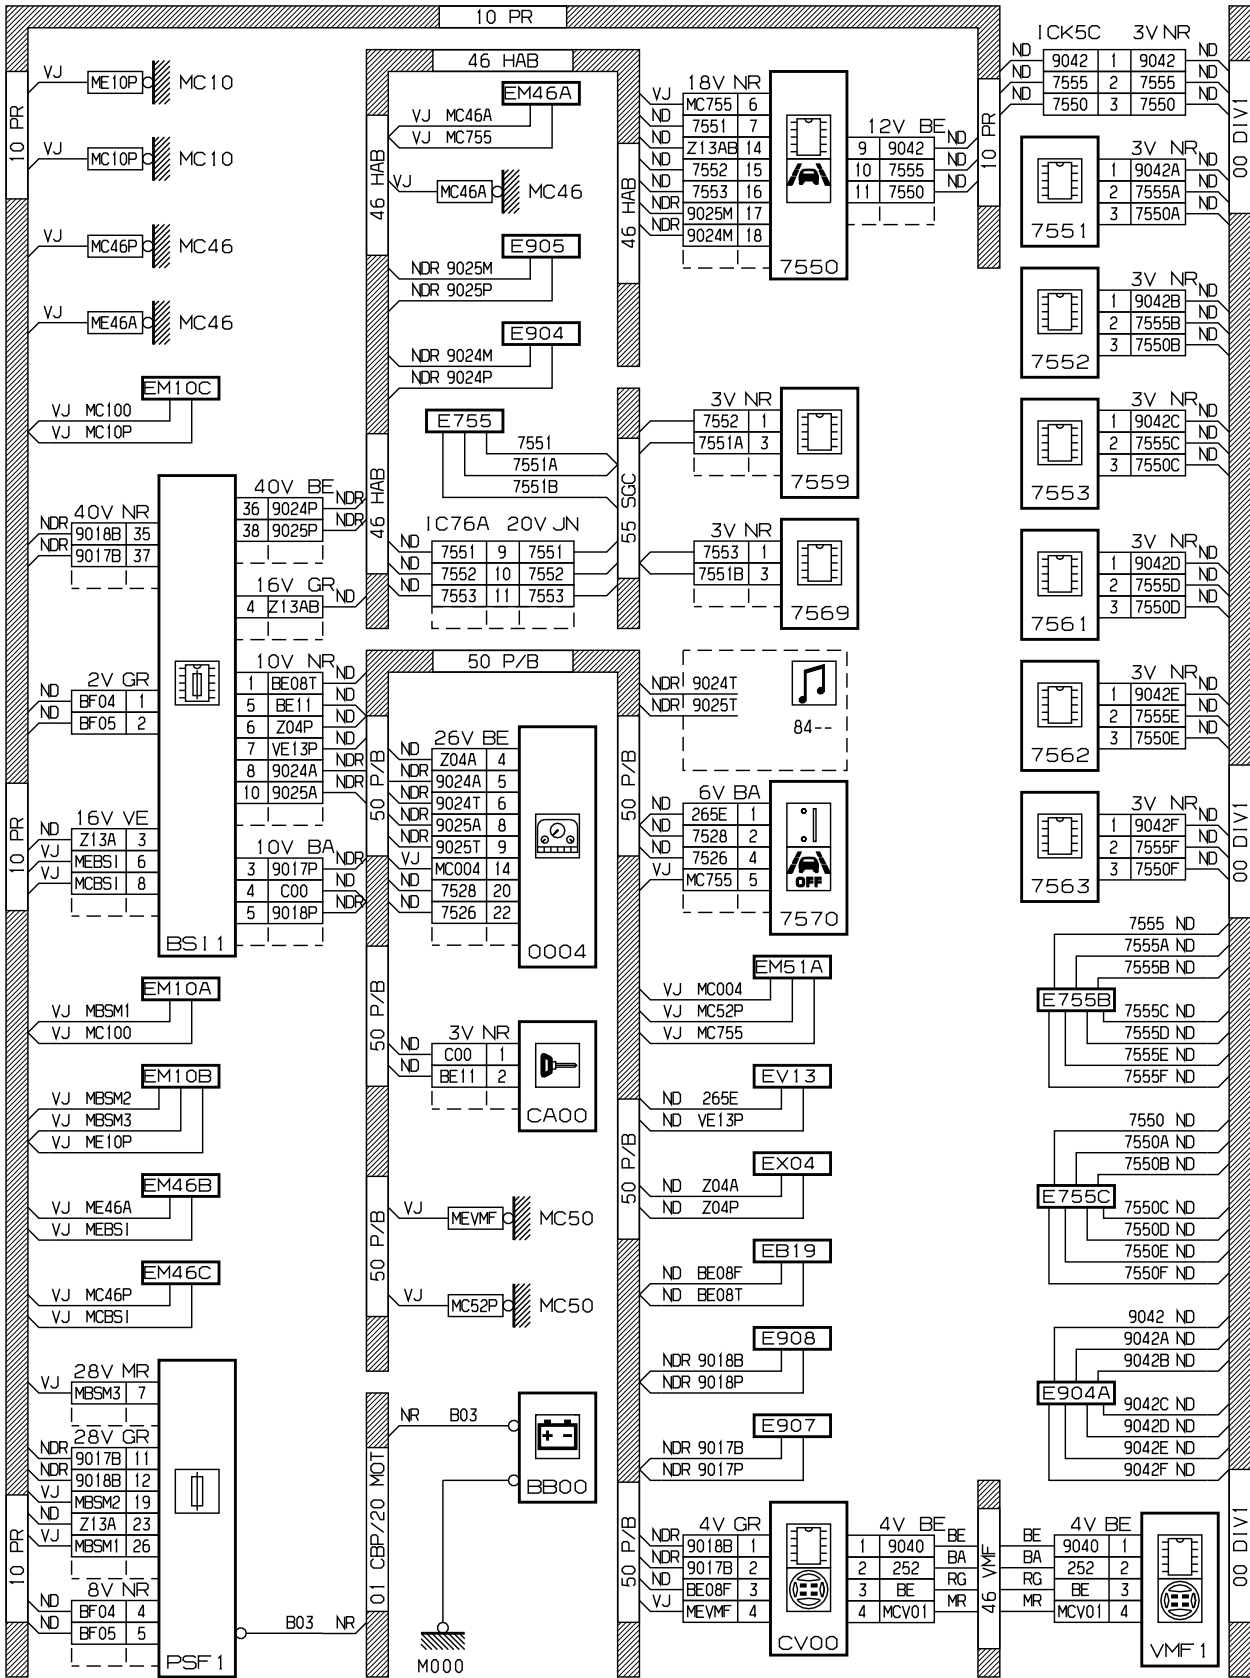 10 PR
10 PR
VJ
ME10P
MC10
VJ
MC10P
MC10
VJ
MC46P
MC46
VJ
ME46A
MC46
EM10C
VJ MC100
VJ MC10P
40V NR
NDR 9018B 35
NDR 9017B 37
40V BE
36 9024P NDR
38 9025P NDR
16V GR
4 Z13AB ND
2V GR
ND BF04 1
ND BF05 2
10V NR
1 BE08T ND
5 BE11 ND
6 Z04P ND
7 VE13P ND
8 9024A NDR
10 9025A NDR
10 PR
16V VE
ND Z13A 3
VJ MEBSI 6
VJ MCBSI 8
10V BA
3 9017P NDR
4 C00 ND
5 9018P NDR
BSI1
EM10A
VJ MBSM1
VJ MC100
EM10B
VJ MBSM2
VJ MBSM3
VJ ME10P
EM46B
VJ ME46A
VJ MEBSI
EM46C
VJ MC46P
VJ MCBSI
10 PR
28V MR
VJ MBSM3 7
28V GR
NDR 9017B 11
NDR 9018B 12
VJ MBSM2 19
ND Z13A 23
VJ MBSM1 26
8V NR
ND BF04 4
ND BF05 5
PSF1
B03 NR
46 HAB
46 HAB
46 HAB
46 HAB
EM46A
VJ MC46A
VJ MC755
VJ
MC46A
MC46
E905
NDR 9025M
NDR 9025P
E904
NDR 9024M
NDR 9024P
E755
7551
7551A
7551B
IC76A 20V JN
ND 7551 9 7551
ND 7552 10 7552
ND 7553 11 7553
55 SGC
50 P/B
50 P/B
50 P/B
50 P/B
50 P/B
50 P/B
50 P/B
26V BE
ND Z04A 4
NDR 9024A 5
NDR 9024T 6
NDR 9025A 8
NDR 9025T 9
VJ MC004 14
ND 7528 20
ND 7526 22
0004
3V NR
ND C00 1
ND BE11 2
CA00
VJ
MEVMF
MC50
VJ
MC52P
MC50
01 CBP/20 MOT
NR B03
BB00
M000
18V NR
VJ MC755 6
ND 7551 7
ND Z13AB 14
ND 7552 15
ND 7553 16
NDR 9025M 17
NDR 9024M 18
7550
12V BE
9 9042 ND
10 7555 ND
11 7550 ND
10 PR
3V NR
7552 1
7551A 3
7559
3V NR
7553 1
7551B 3
7569
NDR 9024T
NDR 9025T
84--
6V BA
ND 265E 1
ND 7528 2
ND 7526 4
VJ MC755 5
OFF
7570
EM51A
VJ MC004
VJ MC52P
VJ MC755
EV13
ND 265E
ND VE13P
EX04
ND Z04A
ND Z04P
EB19
ND BE08F
ND BE08T
E908
NDR 9018B
NDR 9018P
E907
NDR 9017B
NDR 9017P
4V GR
NDR 9018B 1
NDR 9017B 2
ND BE08F 3
VJ MEVMF 4
CV00
4V BE
1 9040 BE
2 252 BA
3 BE RG
4 MCV01 MR
46 VMF
4V BE
BE 9040 1
BA 252 2
RG BE 3
MR MCV01 4
VMF1
ICK5C 3V NR
ND 9042 1 9042 ND
ND 7555 2 7555 ND
ND 7550 3 7550 ND
00 DIV1
3V NR
1 9042A ND
2 7555A ND
3 7550A ND
7551
3V NR
1 9042B ND
2 7555B ND
3 7550B ND
7552
3V NR
1 9042C ND
2 7555C ND
3 7550C ND
7553
3V NR
1 9042D ND
2 7555D ND
3 7550D ND
7561
3V NR
1 9042E ND
2 7555E ND
3 7550E ND
7562
3V NR
1 9042F ND
2 7555F ND
3 7550F ND
7563
00 DIV1
7555 ND
7555A ND
7555B ND
E755B
7555C ND
7555D ND
7555E ND
7555F ND
7550 ND
7550A ND
7550B ND
E755C
7550C ND
7550D ND
7550E ND
7550F ND
9042 ND
9042A ND
9042B ND
E904A
9042C ND
9042D ND
9042E ND
9042F ND
00 DIV1